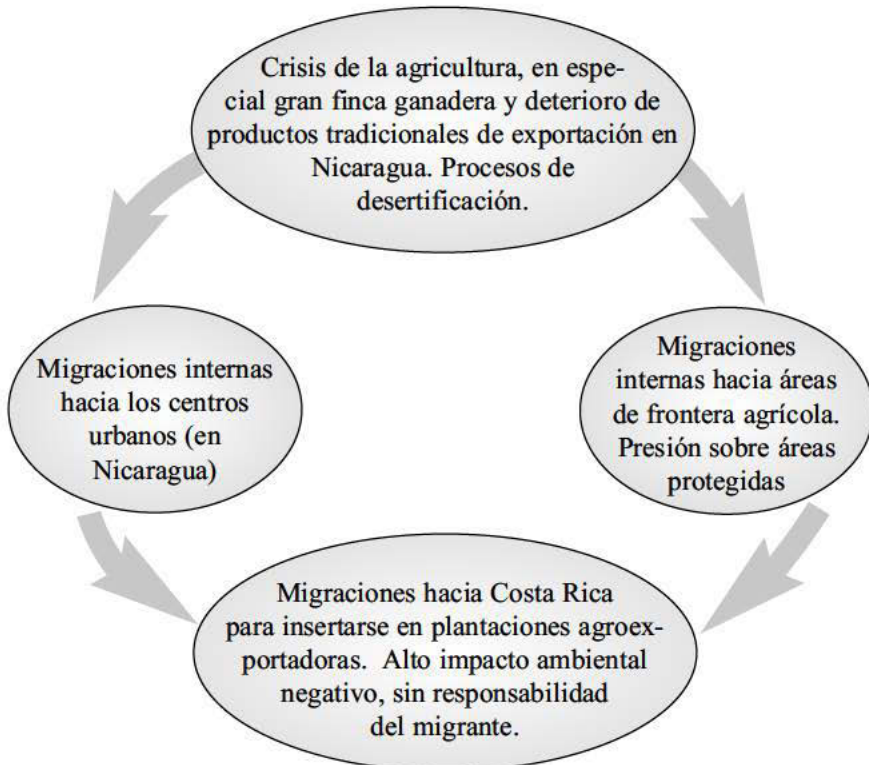 Crisis de la agricultura, en espe-
cial gran finca ganadera y deterioro de
productos tradicionales de exportación en
Nicaragua. Procesos de
desertificación.
Migraciones internas
hacia los centros
urbanos (en
Nicaragua)
Migraciones
internas hacia áreas
de frontera agrícola.
Presión sobre áreas
protegidas
Migraciones hacia Costa Rica
para insertarse en plantaciones agroex-
portadoras. Alto impacto ambiental
negativo, sin responsabilidad
del migrante.